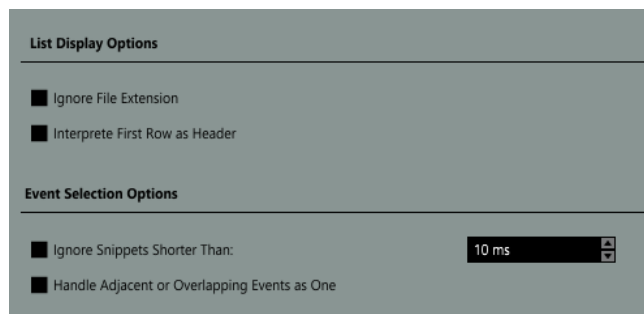 List Display Options
Ignore File Extension
Interprete First Row as Header
Event Selection Options
Ignore Snippets Shorter Than: 10 ms
Handle Adjacent or Overlapping Events as One